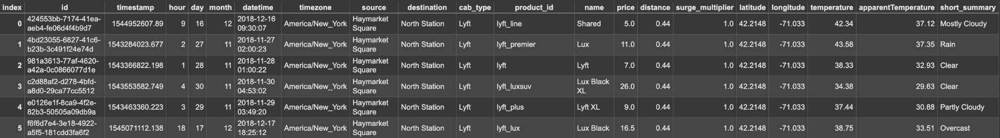 index id timestamp hour day month datetime timezone source destination cab_type product_id name price distance surge_multiplier latitude longitude temperature apparentTemperature short_summary
0 424553bb-7174-41ea-aeb4-fe06d4f4b9d7 1544952607.89 9 16 12 2018-12-16 09:30:07 America/New_York Haymarket Square North Station Lyft lyft_line Shared 5.0 0.44 1.0 42.2148 -71.033 42.34 37.12 Mostly Cloudy
1 4bd23055-6827-41c6-b23b-3c491f24e74d 1543284023.677 2 27 11 2018-11-27 02:00:23 America/New_York Haymarket Square North Station Lyft lyft_premier Lux 11.0 0.44 1.0 42.2148 -71.033 43.58 37.35 Rain
2 981a3613-77af-4620-a42a-0c0866077d1e 1543366822.198 1 28 11 2018-11-28 01:00:22 America/New_York Haymarket Square North Station Lyft lyft Lyft 7.0 0.44 1.0 42.2148 -71.033 38.33 32.93 Clear
3 c2d88af2-d278-4bfd-a8d0-29ca77cc5512 1543553582.749 4 30 11 2018-11-30 04:53:02 America/New_York Haymarket Square North Station Lyft lyft_luxsuv Lux Black XL 26.0 0.44 1.0 42.2148 -71.033 34.38 29.63 Clear
4 e0126e1f-8ca9-4f2e-82b3-50505a09db9a 1543463360.223 3 29 11 2018-11-29 03:49:20 America/New_York Haymarket Square North Station Lyft lyft_plus Lyft XL 9.0 0.44 1.0 42.2148 -71.033 37.44 30.88 Partly Cloudy
5 f6f6d7e4-3e18-4922-a5f5-181cdd3fa6f2 1545071112.138 18 17 12 2018-12-17 18:25:12 America/New_York Haymarket Square North Station Lyft lyft_lux Lux Black 16.5 0.44 1.0 42.2148 -71.033 38.75 33.51 Overcast